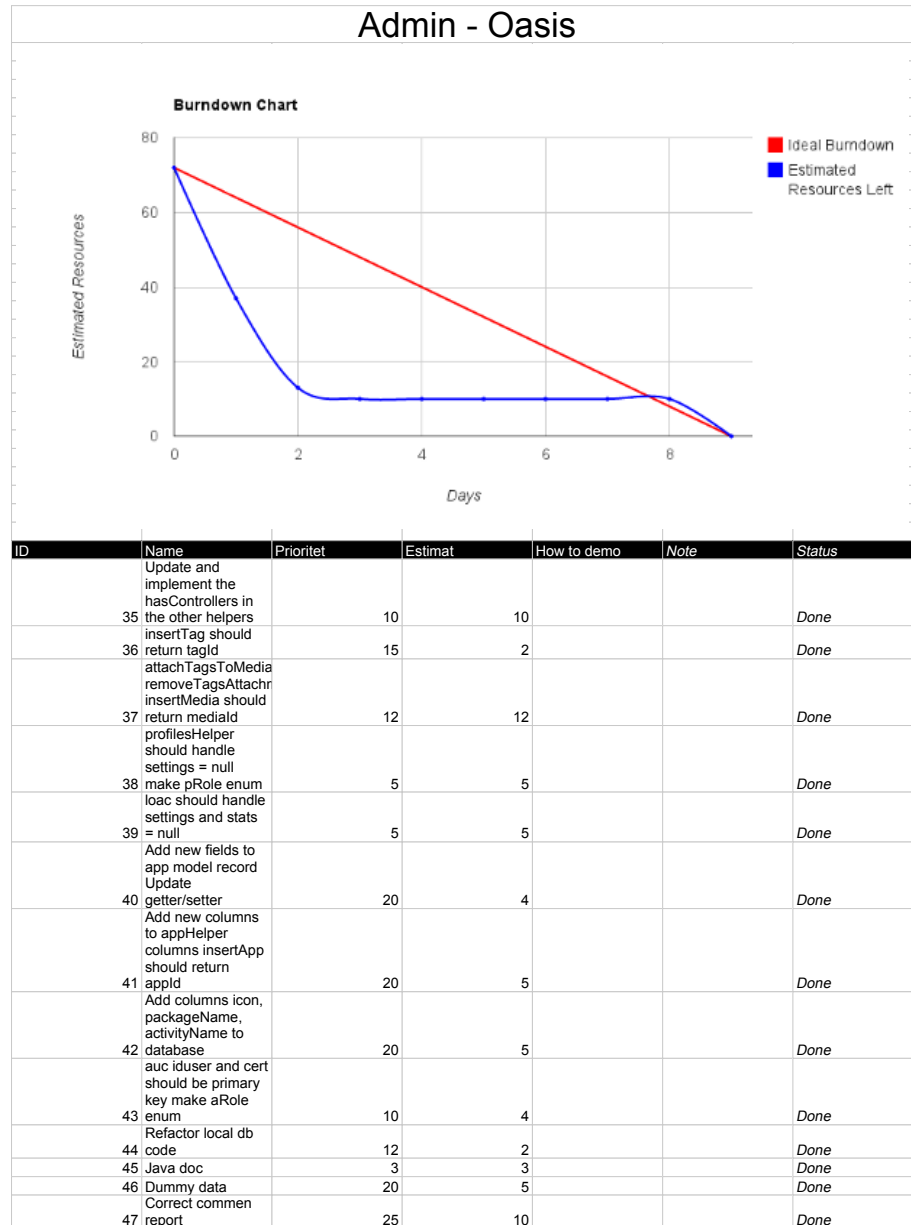 Admin - Oasis
Burndown Chart
80
60
40
20
0
0
2
4
6
8
Estimated Resources
Days
Ideal Burndown
Estimated
Resources Left
ID Name Prioritet Estimat How to demo Note Status
Update and
implement the
hasControllers in
35 the other helpers 10 10 Done
insertTag should
36 return tagId 15 2 Done
attachTagsToMedia
removeTagsAttachr
insertMedia should
37 return mediaId 12 12 Done
profilesHelper
should handle
settings = null
38 make pRole enum 5 5 Done
loac should handle
settings and stats
39 = null 5 5 Done
Add new fields to
app model record
Update
40 getter/setter 20 4 Done
Add new columns
to appHelper
columns insertApp
should return
41 appId 20 5 Done
Add columns icon,
packageName,
activityName to
42 database 20 5 Done
auc iduser and cert
should be primary
key make aRole
43 enum 10 4 Done
Refactor local db
44 code 12 2 Done
45 Java doc 3 3 Done
46 Dummy data 20 5 Done
Correct commen
47 report 25 10 Done